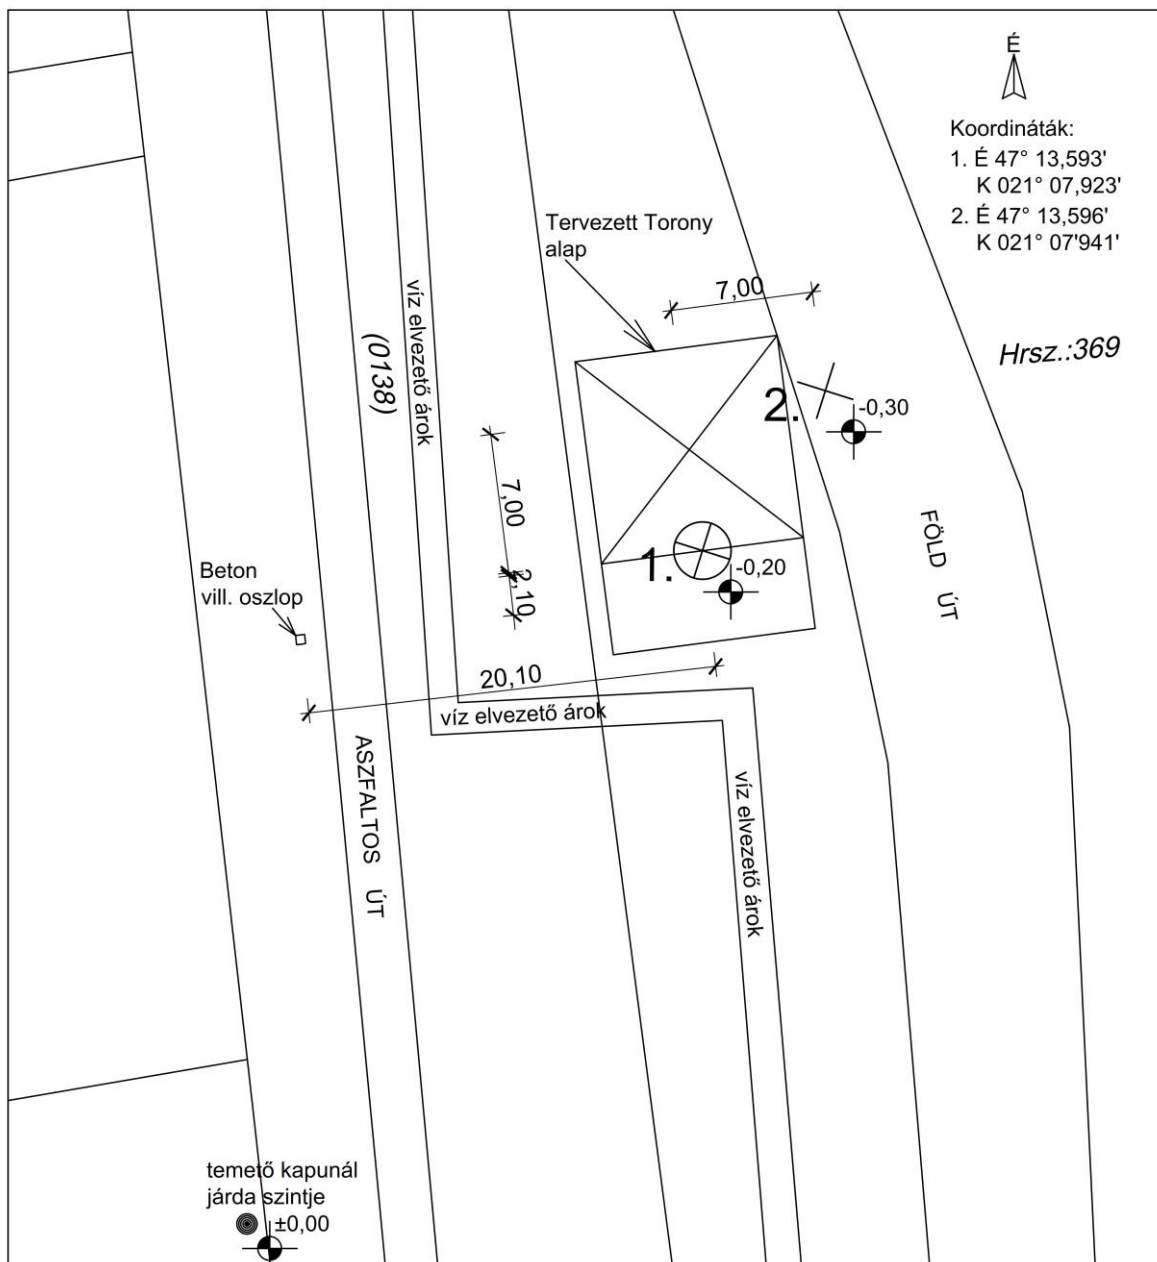 É
Koordináták:
1. É 47° 13,593'
K 021° 07,923'
2. É 47° 13,596'
K 021° 07'941'
Tervezett Torony
alap
7,00
víz elvezető árok
(0138)
Hrsz.:369
2.
-0,30
7,00
FÖLD ÚT
1.
-0,20
2,10
Beton
vill. oszlop
20,10
víz elvezető árok
ASZFALTOS ÚT
víz elvezető árok
temető kapunál
járda szintje
±0,00